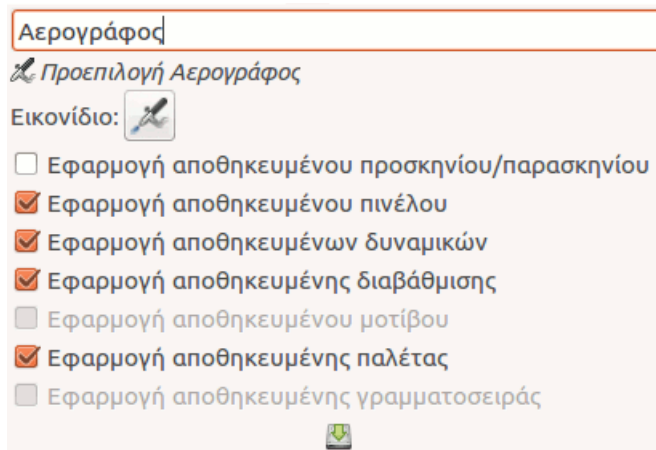 Αερογράφος
Προεπιλογή Αερογράφος
Εικονίδιο:
Εφαρμογή αποθηκευμένου προσκηνίου/παρασκηνίου
Εφαρμογή αποθηκευμένου πινέλου
Εφαρμογή αποθηκευμένων δυναμικών
Εφαρμογή αποθηκευμένης διαβάθμισης
Εφαρμογή αποθηκευμένου μοτίβου
Εφαρμογή αποθηκευμένης παλέτας
Εφαρμογή αποθηκευμένης γραμματοσειράς